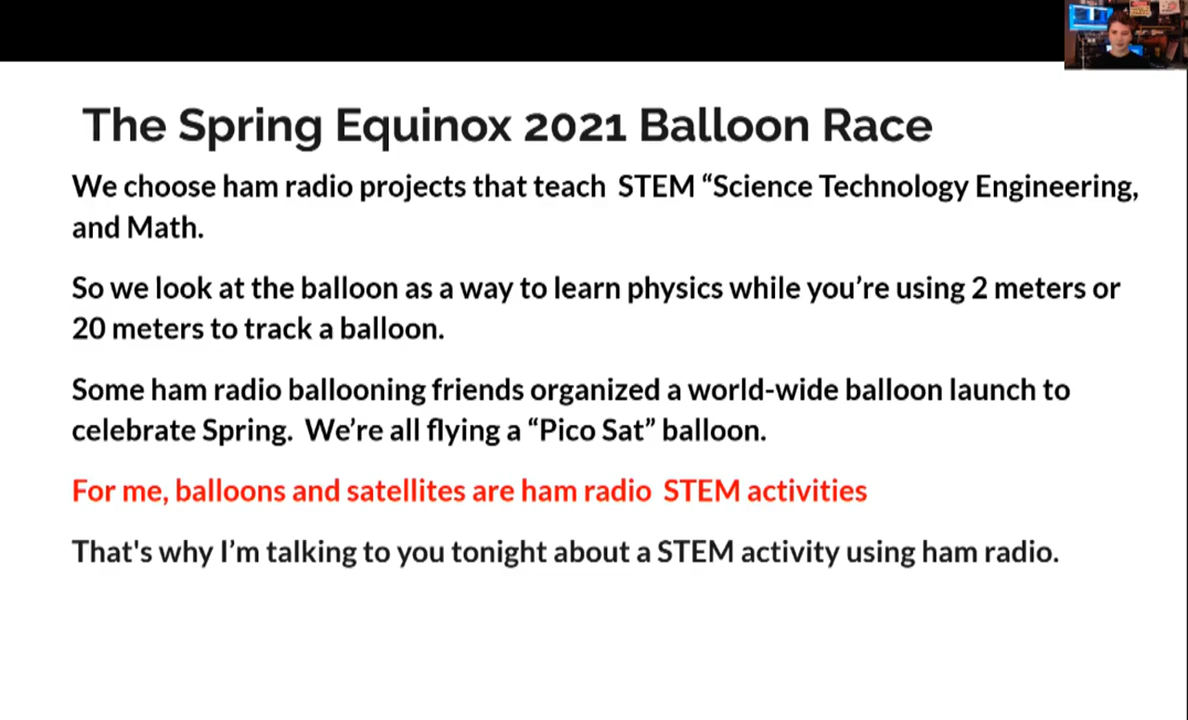 The Spring Equinox 2021 Balloon Race
We choose ham radio projects that teach STEM “Science Technology Engineering,
and Math.
So we look at the balloon as a way to learn physics while you’re using 2 meters or
20 meters to track a balloon.
Some ham radio ballooning friends organized a world-wide balloon launch to
celebrate Spring. We’re all flying a “Pico Sat” balloon.
For me, balloons and satellites are ham radio STEM activities
That's why I’m talking to you tonight about a STEM activity using ham radio.